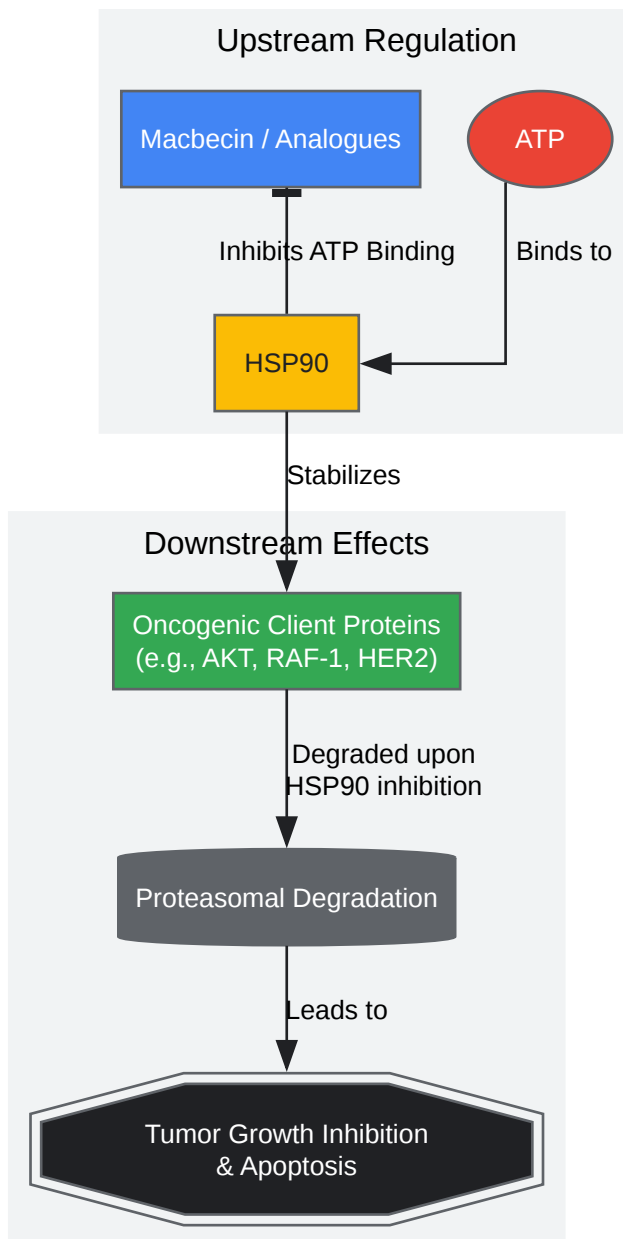 Upstream Regulation
Macbecin / Analogues
ATP
Inhibits ATP Binding
Binds to
HSP90
Stabilizes
Downstream Effects
Oncogenic Client Proteins
(e.g., AKT, RAF-1, HER2)
Degraded upon
HSP90 inhibition
Proteasomal Degradation
Leads to
Tumor Growth Inhibition
& Apoptosis